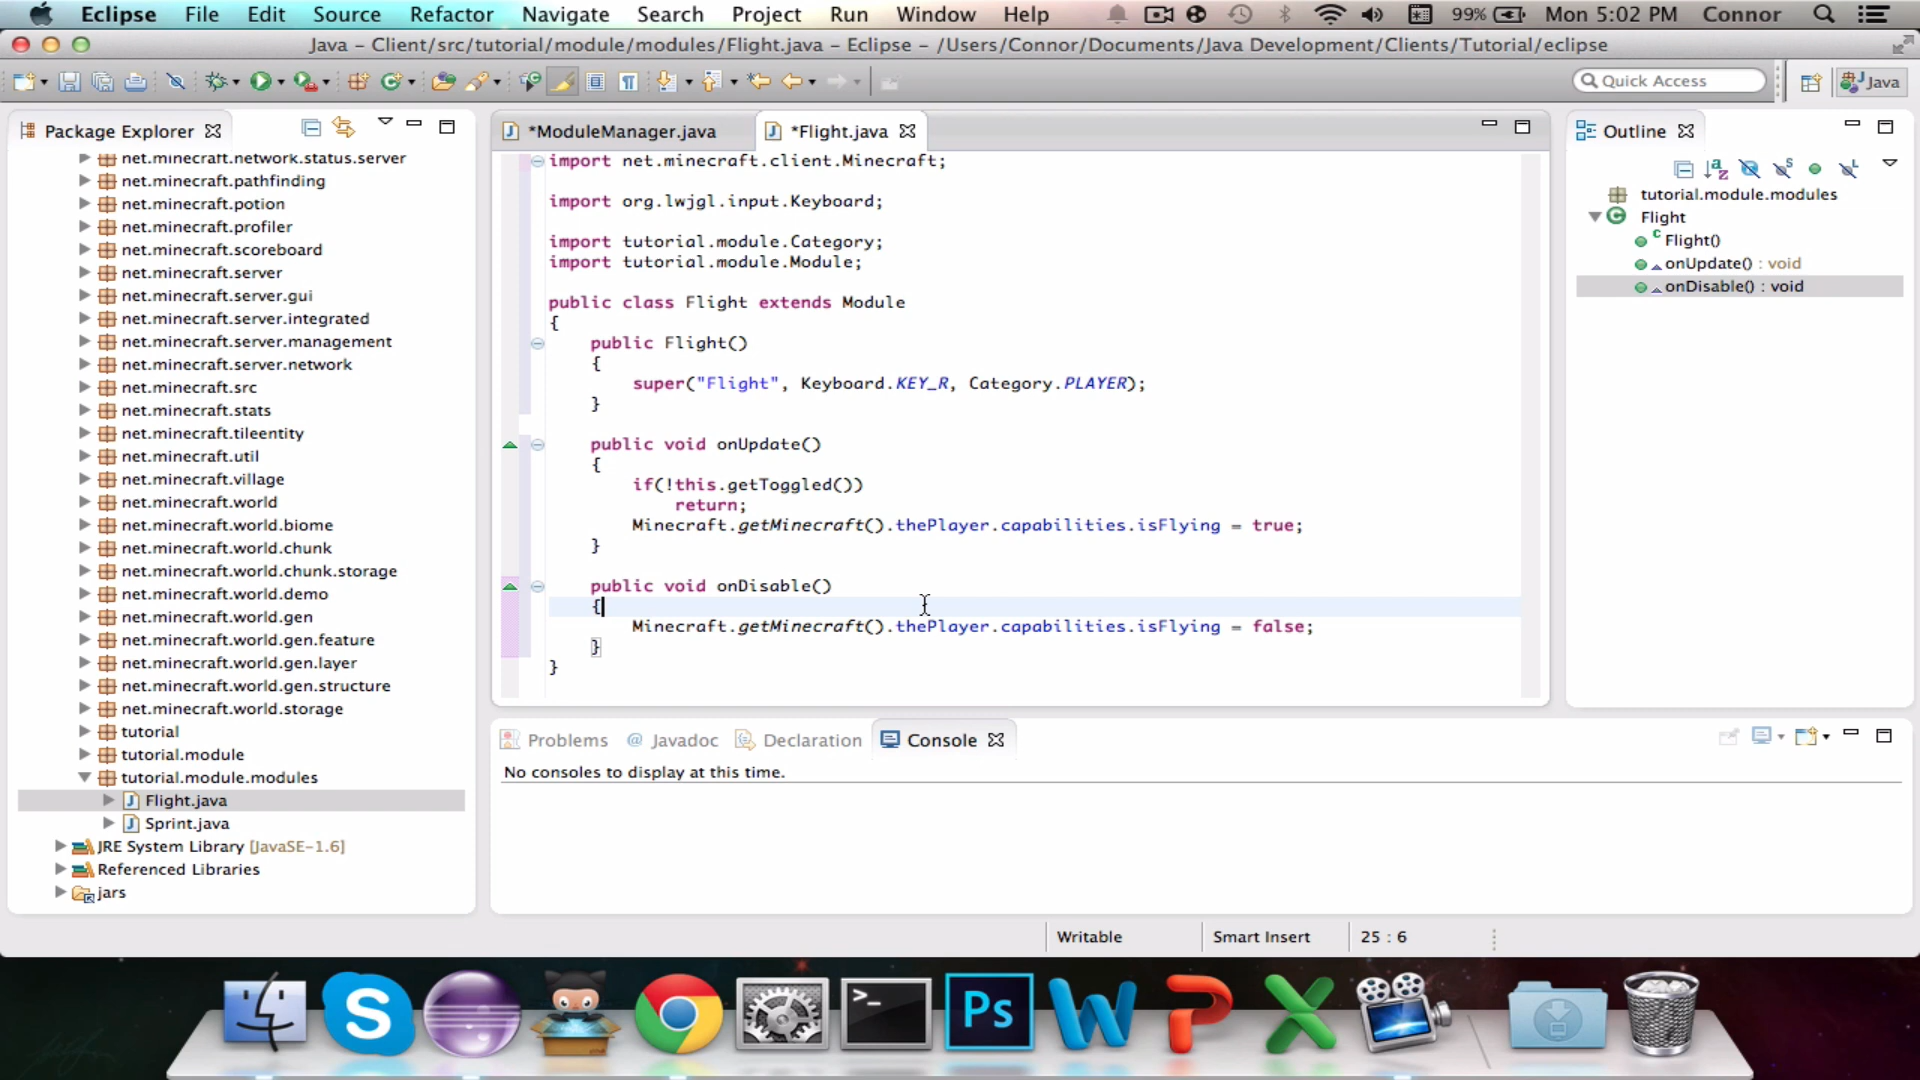 Eclipse File Edit Source Refactor Navigate Search Project Run Window Help 99% Mon 5:02 PM Connor
Java – Client/src/tutorial/module/modules/Flight.java – Eclipse – /Users/Connor/Documents/Java Development/Clients/Tutorial/eclipse
Quick Access Java
Package Explorer
net.minecraft.network.status.server
net.minecraft.pathfinding
net.minecraft.potion
net.minecraft.profiler
net.minecraft.scoreboard
net.minecraft.server
net.minecraft.server.gui
net.minecraft.server.integrated
net.minecraft.server.management
net.minecraft.server.network
net.minecraft.src
net.minecraft.stats
net.minecraft.tileentity
net.minecraft.util
net.minecraft.village
net.minecraft.world
net.minecraft.world.biome
net.minecraft.world.chunk
net.minecraft.world.chunk.storage
net.minecraft.world.demo
net.minecraft.world.gen
net.minecraft.world.gen.feature
net.minecraft.world.gen.layer
net.minecraft.world.gen.structure
net.minecraft.world.storage
tutorial
tutorial.module
tutorial.module.modules
Flight.java
Sprint.java
JRE System Library [JavaSE-1.6]
Referenced Libraries
jars
*ModuleManager.java *Flight.java
import net.minecraft.client.Minecraft;
import org.lwjgl.input.Keyboard;
import tutorial.module.Category;
import tutorial.module.Module;
public class Flight extends Module
{
public Flight()
{
super("Flight", Keyboard.KEY_R, Category.PLAYER);
}
public void onUpdate()
{
if(!this.getToggled())
return;
Minecraft.getMinecraft().thePlayer.capabilities.isFlying = true;
}
public void onDisable()
{
Minecraft.getMinecraft().thePlayer.capabilities.isFlying = false;
}
}
Outline
tutorial.module.modules
Flight
Flight()
onUpdate() : void
onDisable() : void
Problems @ Javadoc Declaration Console
No consoles to display at this time.
Writable Smart Insert 25 : 6
Ps